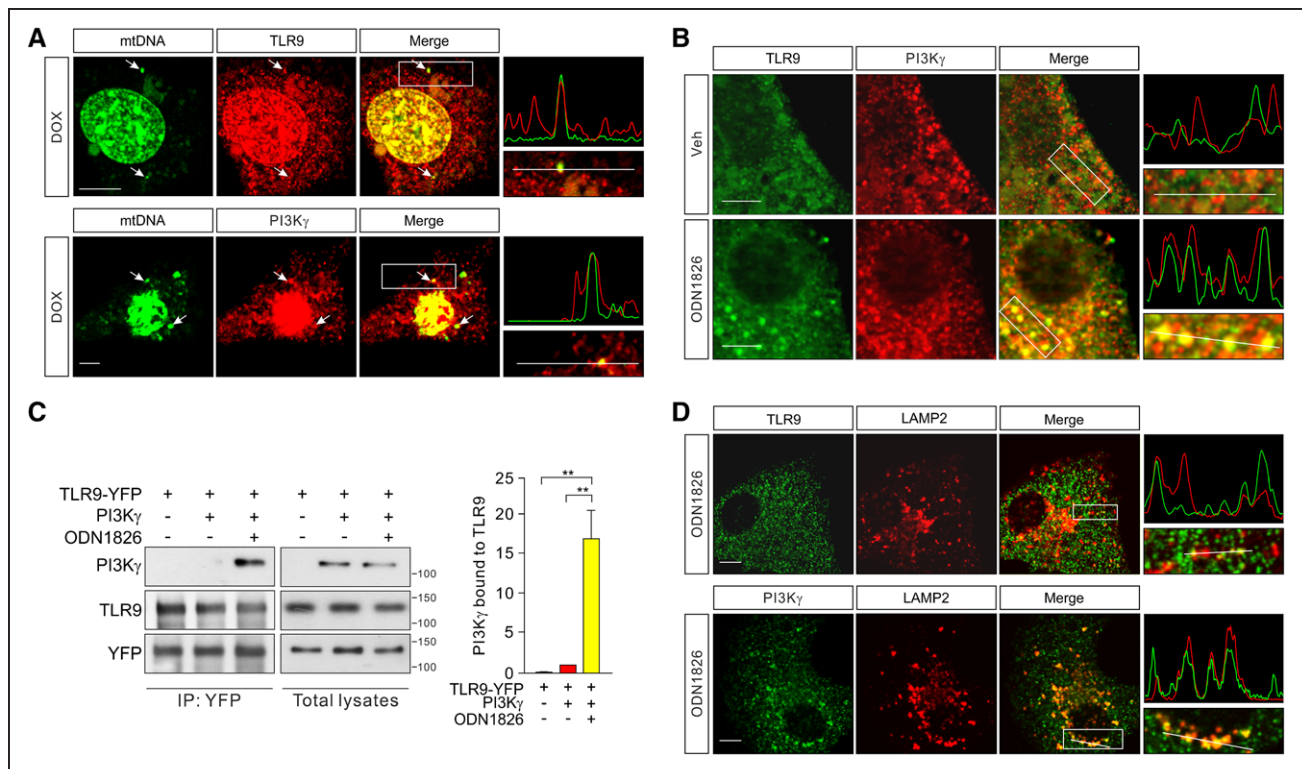 A
mtDNA TLR9 Merge
DOX
mtDNA PI3Kγ Merge
DOX
B
TLR9 PI3Kγ Merge
Veh
ODN1826
C
TLR9-YFP + + + + + +
PI3Kγ - + + - + +
ODN1826 - - + - - +
PI3Kγ
100
TLR9
150
100
YFP
150
100
IP: YFP Total lysates
PI3Kγ bound to TLR9
25
20
15
10
5
0
** 
**
TLR9-YFP + + +
PI3Kγ - + +
ODN1826 - - +
D
TLR9 LAMP2 Merge
ODN1826
PI3Kγ LAMP2 Merge
ODN1826